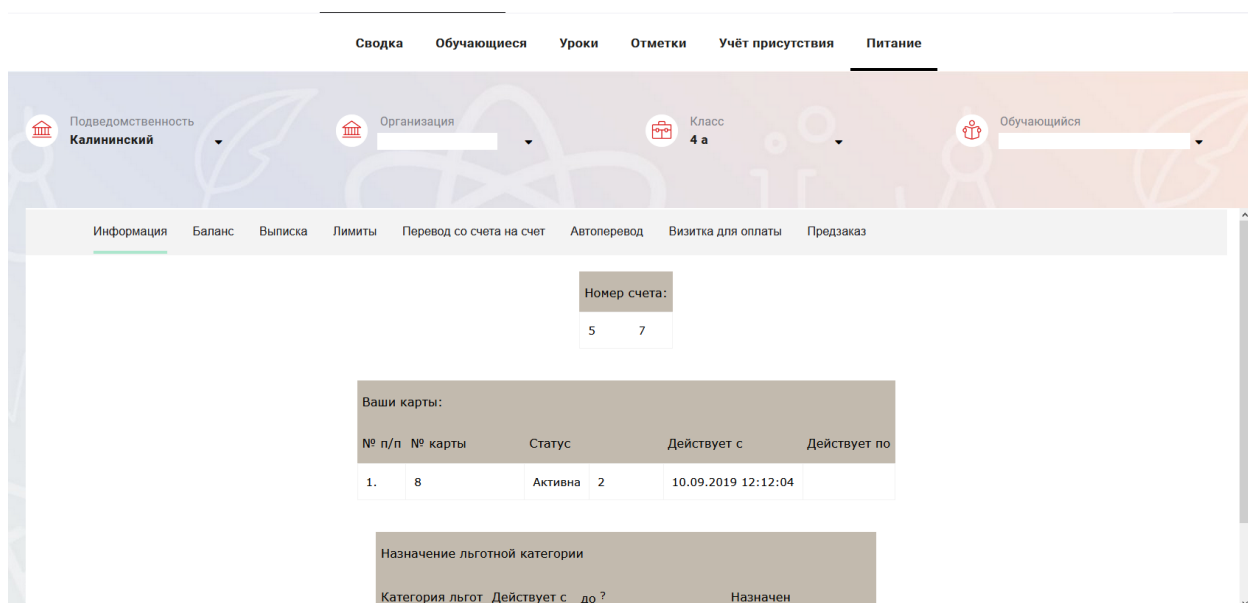 Сводка Обучающиеся Уроки Отметки Учёт присутствия Питание
Подведомственность Организация Класс Обучающийся
Калининский 4 а
Информация Баланс Выписка Лимиты Перевод со счета на счет Автоперевод Визитка для оплаты Предзаказ
Номер счета:
5 7
Ваши карты:
№ п/п № карты Статус Действует с Действует по
1. 8 Активна 2 10.09.2019 12:12:04
Назначение льготной категории
Категория льгот Действует с до ? Назначен